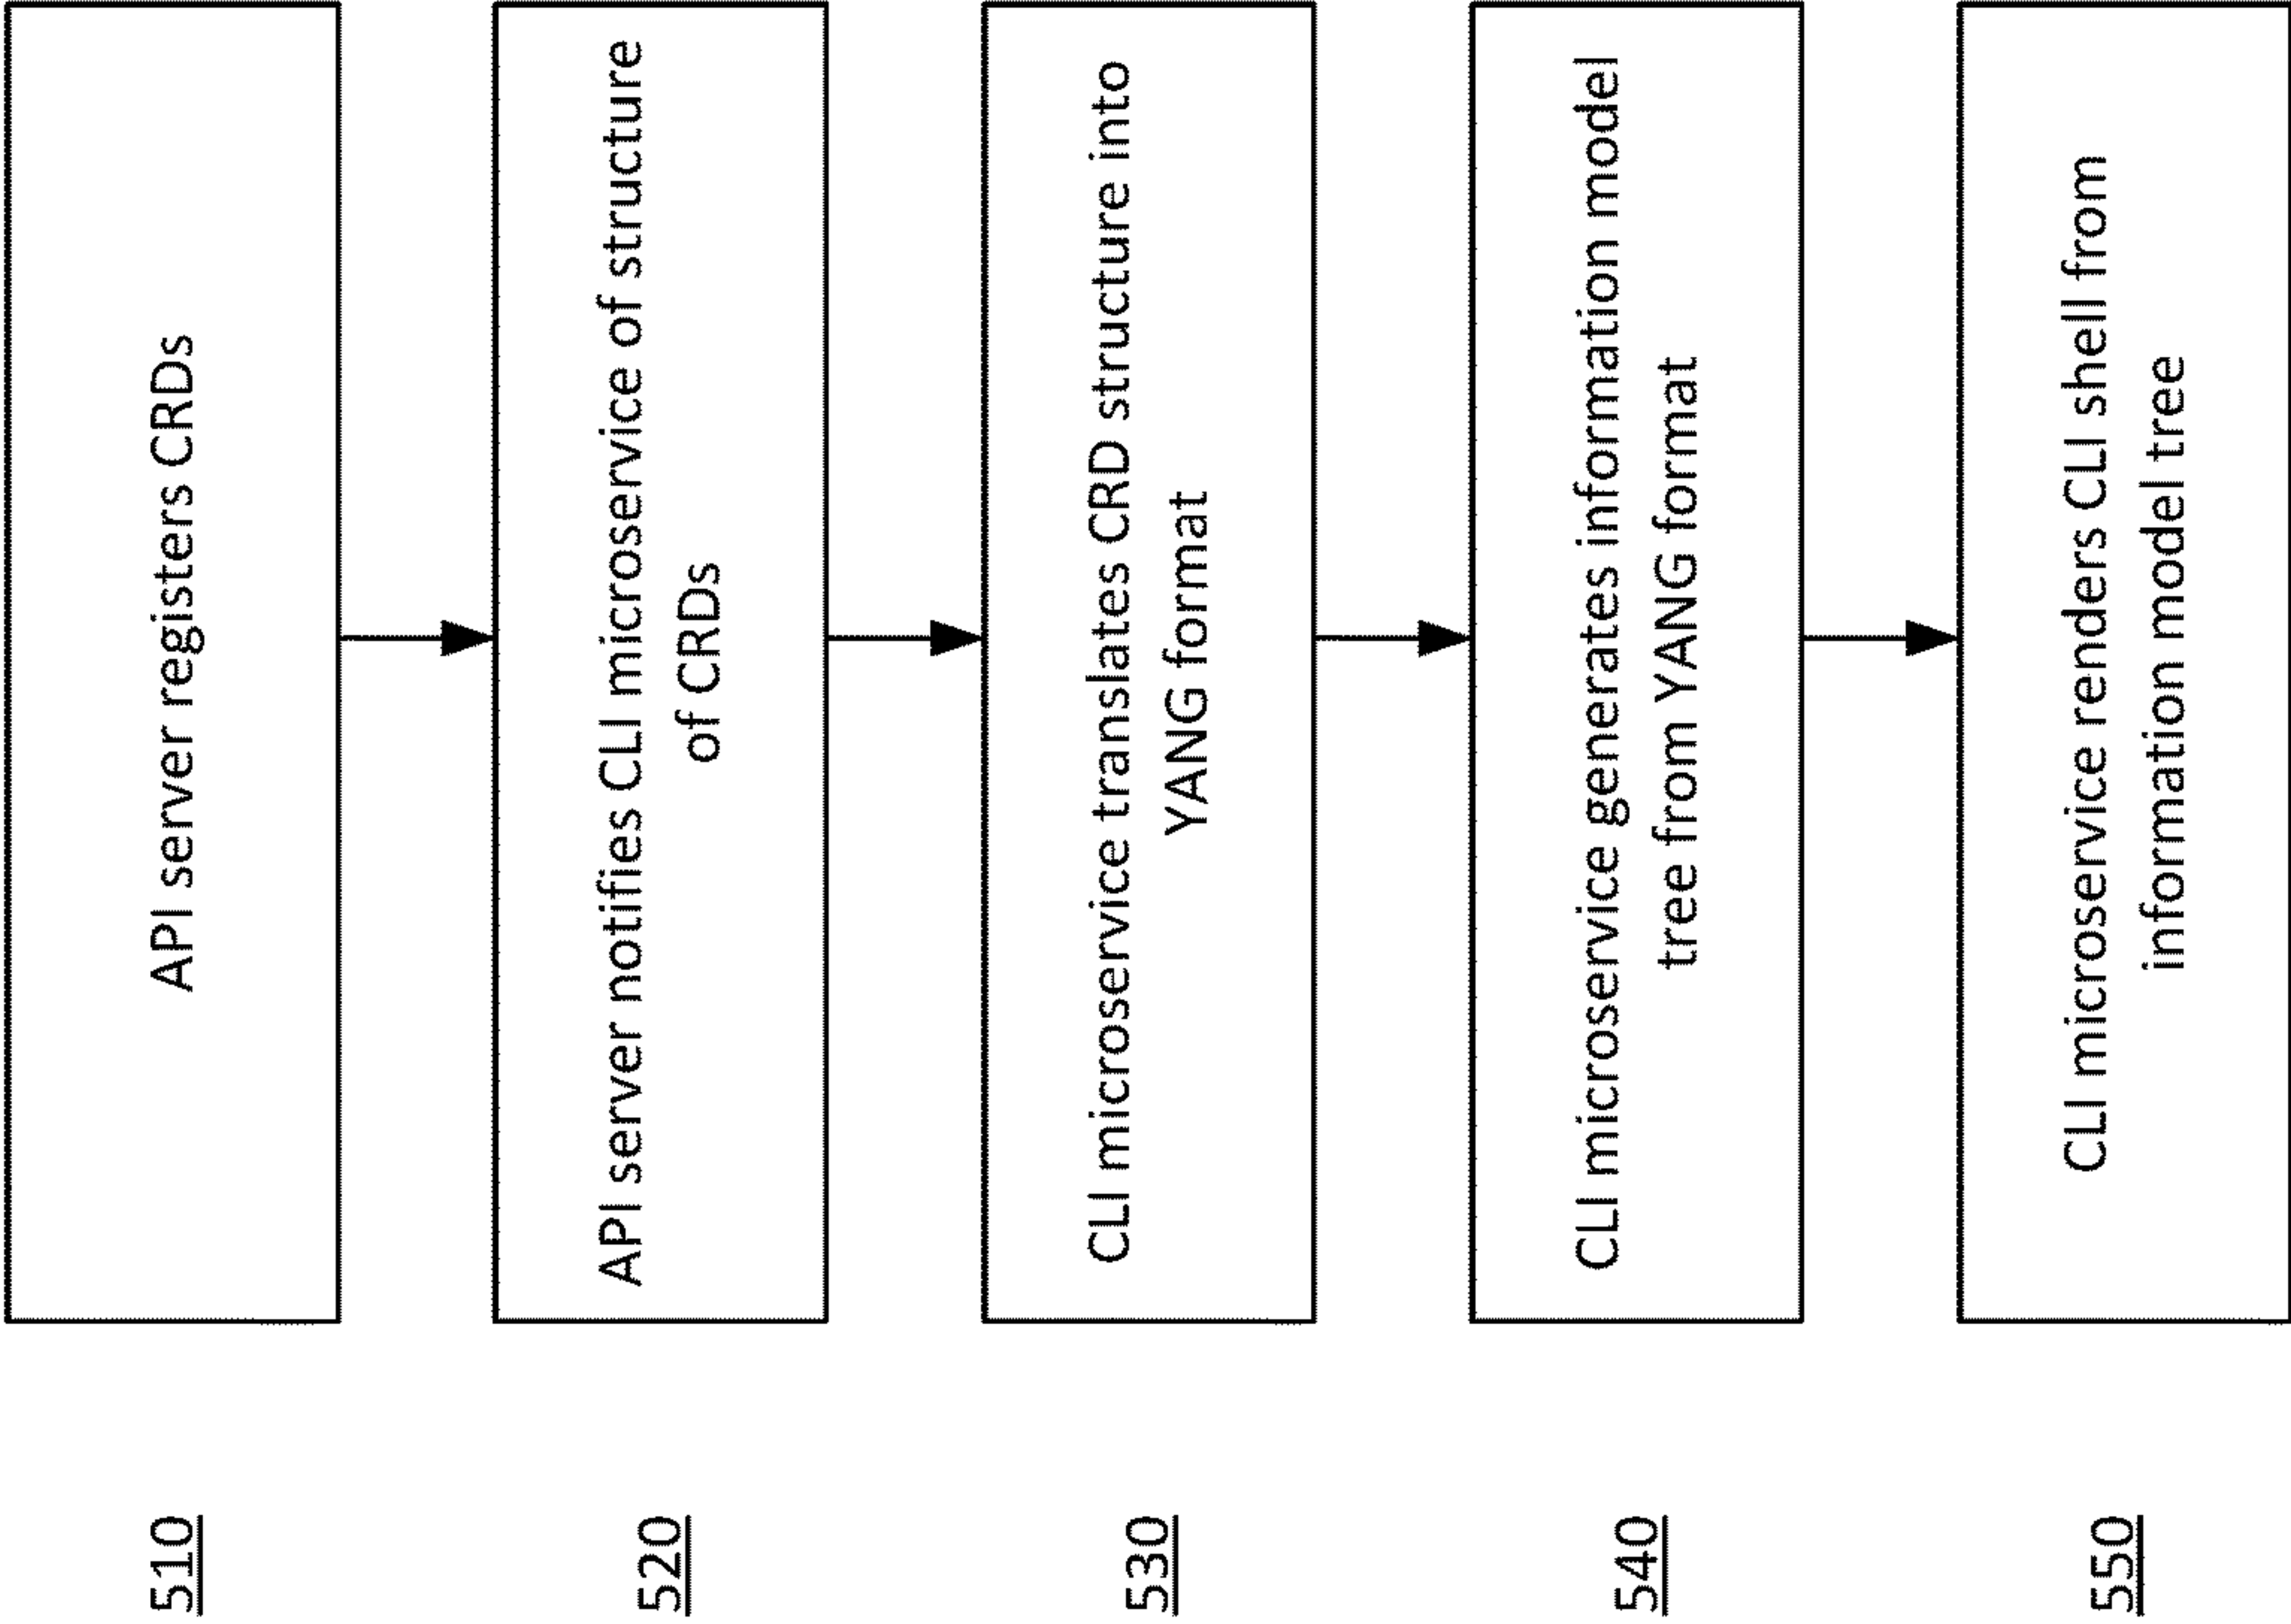 510
API server registers CRDs
520
API server notifies CLI microservice of structure
of CRDs
530
CLI microservice translates CRD structure into
YANG format
540
CLI microservice generates information model
tree from YANG format
550
CLI microservice renders CLI shell from
information model tree